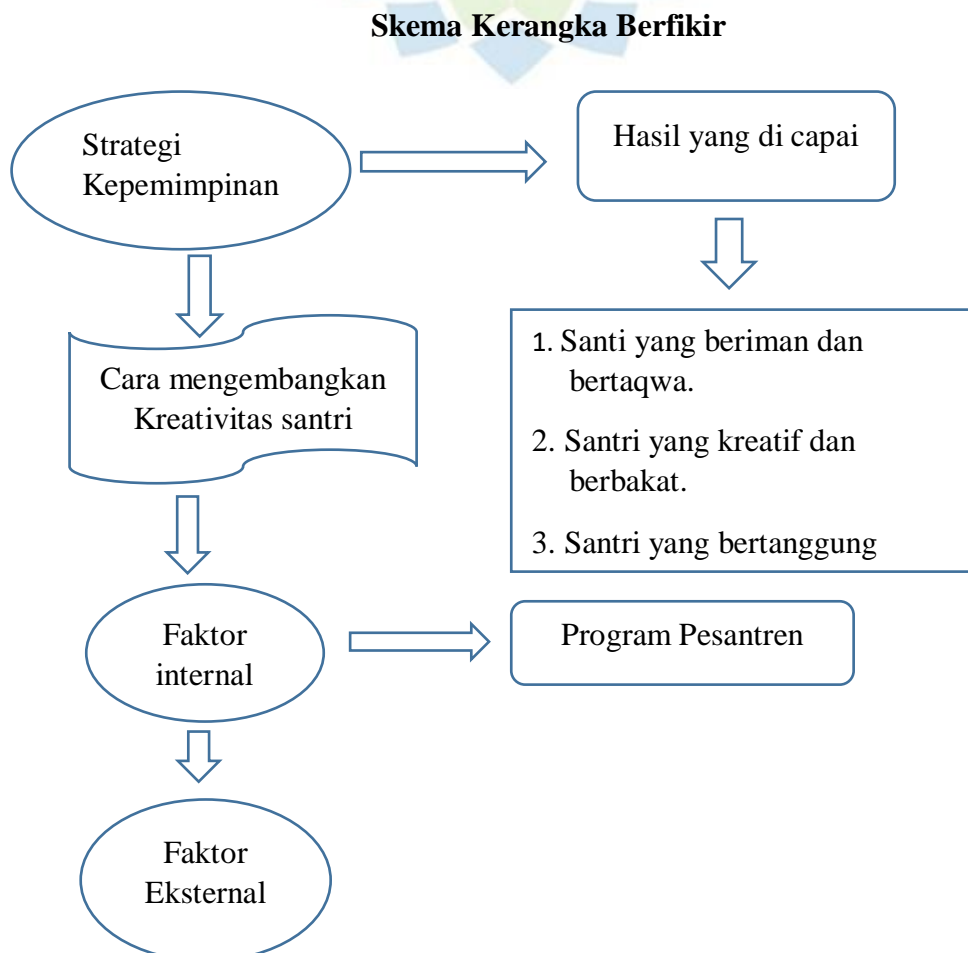 Skema Kerangka Berfikir
Strategi
Kepemimpinan
Hasil yang di capai
Cara mengembangkan
Kreativitas santri
1. Santi yang beriman dan
bertaqwa.
2. Santri yang kreatif dan
berbakat.
3. Santri yang bertanggung
Faktor
internal
Program Pesantren
Faktor
Eksternal